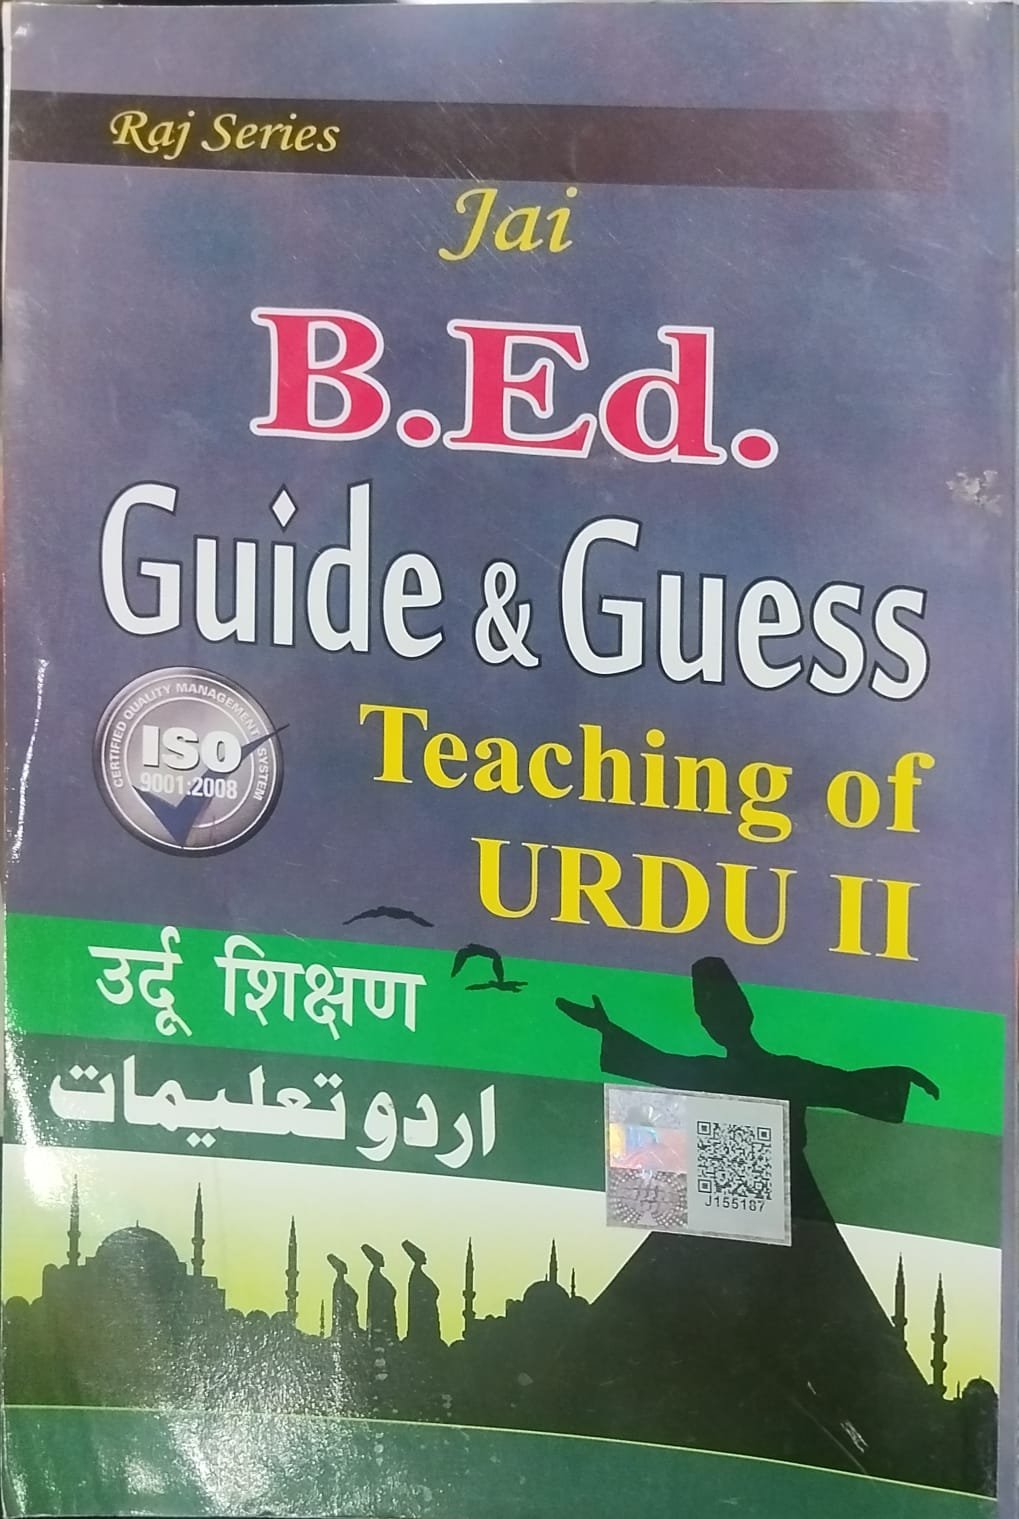 Raj Series
Jai
B.Ed.
Guide & Guess
CERTIFIED QUALITY MANAGEMENT SYSTEM
ISO
9001:2008
Teaching of
URDU II
उर्दू शिक्षण
اردو تعلیمات
J155187